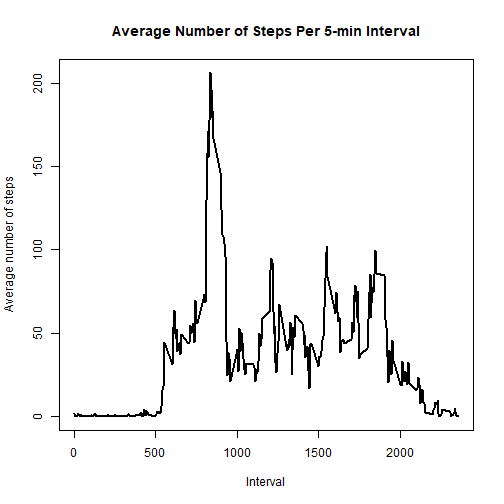 Average Number of Steps Per 5-min Interval
Average number of steps
200
150
100
50
0
0 500 1000 1500 2000
Interval